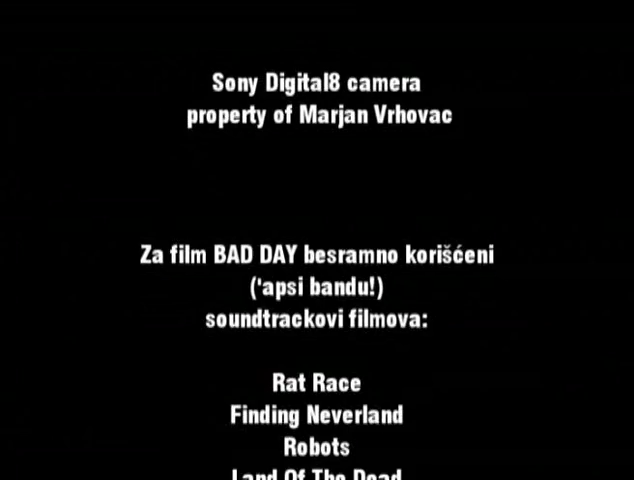 Sony Digital8 camera
property of Marjan Vrhovac
Za film BAD DAY besramno korišćeni
('apsi bandu!)
soundtrackovi filmova:
Rat Race
Finding Neverland
Robots
Land Of The Dead